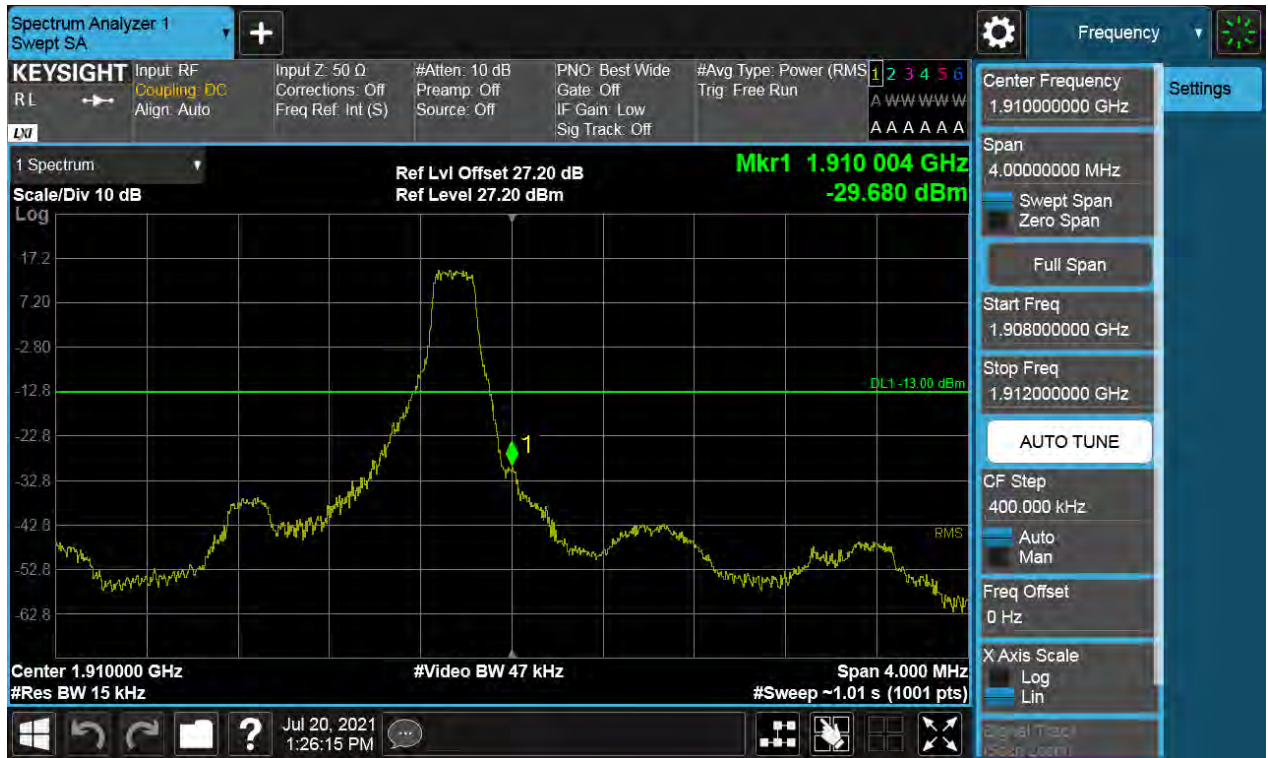 Spectrum Analyzer 1
Swept SA
+
Frequency
KEYSIGHT
RL
LXI
Input: RF
Coupling: DC
Align: Auto
Input Z: 50 Ω
Corrections: Off
Freq Ref: Int (S)
#Atten: 10 dB
Preamp: Off
Source: Off
PNO: Best Wide
Gate: Off
IF Gain: Low
Sig Track: Off
#Avg Type: Power (RMS
Trig: Free Run
1 2 3 4 5 6
A W W W W W
A A A A A A
Center Frequency
1.910000000 GHz
Settings
1 Spectrum
Scale/Div 10 dB
Ref Lvl Offset 27.20 dB
Ref Level 27.20 dBm
Mkr1 1.910 004 GHz
-29.680 dBm
Span
4.00000000 MHz
Swept Span
Zero Span
Full Span
Start Freq
1.908000000 GHz
Stop Freq
1.912000000 GHz
AUTO TUNE
CF Step
400.000 kHz
Auto
Man
Freq Offset
0 Hz
X Axis Scale
Log
Lin
Signal Track
(Span Zoom)
Log
17.2
7.20
-2.80
-12.8
-22.8
-32.8
-42.8
-52.8
-62.8
DL1 -13.00 dBm
1
RMS
Center 1.910000 GHz
#Res BW 15 kHz
#Video BW 47 kHz
Span 4.000 MHz
#Sweep ~1.01 s (1001 pts)
?
Jul 20, 2021
1:26:15 PM